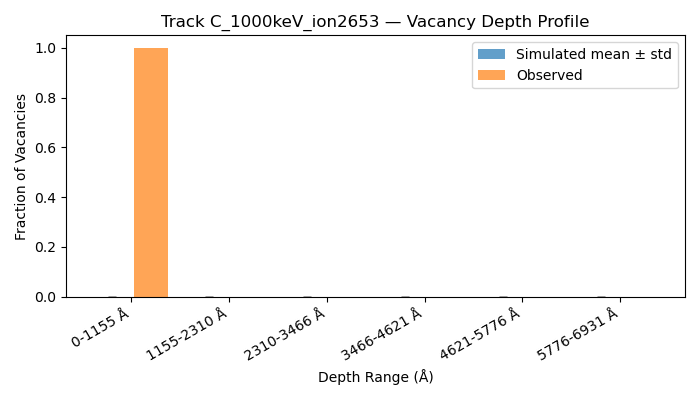 Track C_1000keV_ion2653 — Vacancy Depth Profile
Simulated mean ± std
Observed
Fraction of Vacancies
1.0
0.8
0.6
0.4
0.2
0.0
0-1155 Å
1155-2310 Å
2310-3466 Å
3466-4621 Å
4621-5776 Å
5776-6931 Å
Depth Range (Å)